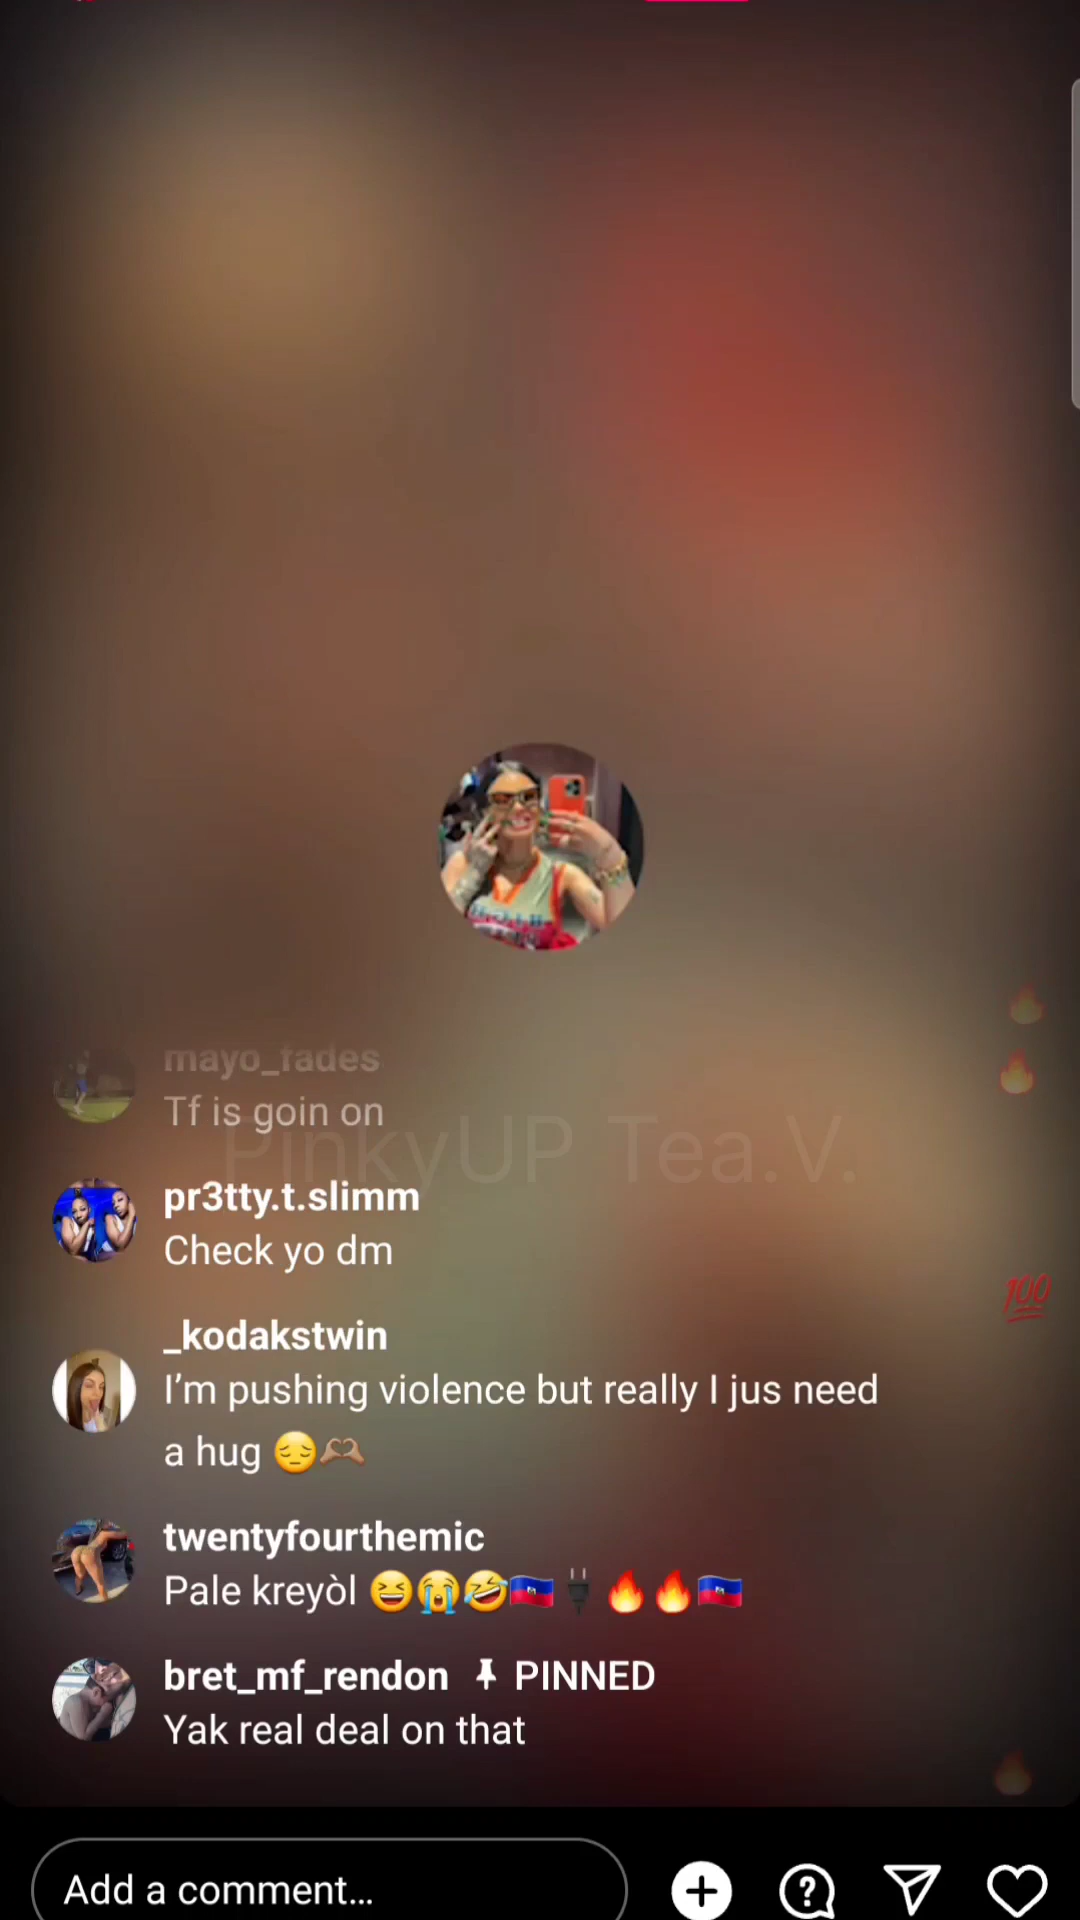 mayo_fades
Tf is goin on
PinkyUP Tea.V.
pr3tty.t.slimm
Check yo dm
💯
_kodakstwin
I’m pushing violence but really I jus need
a hug 😔🫶🏽
twentyfourthemic
Pale kreyòl 😆😭🤣🇭🇹🔌🔥🔥🇭🇹
bret_mf_rendon 📌 PINNED
Yak real deal on that
Add a comment...